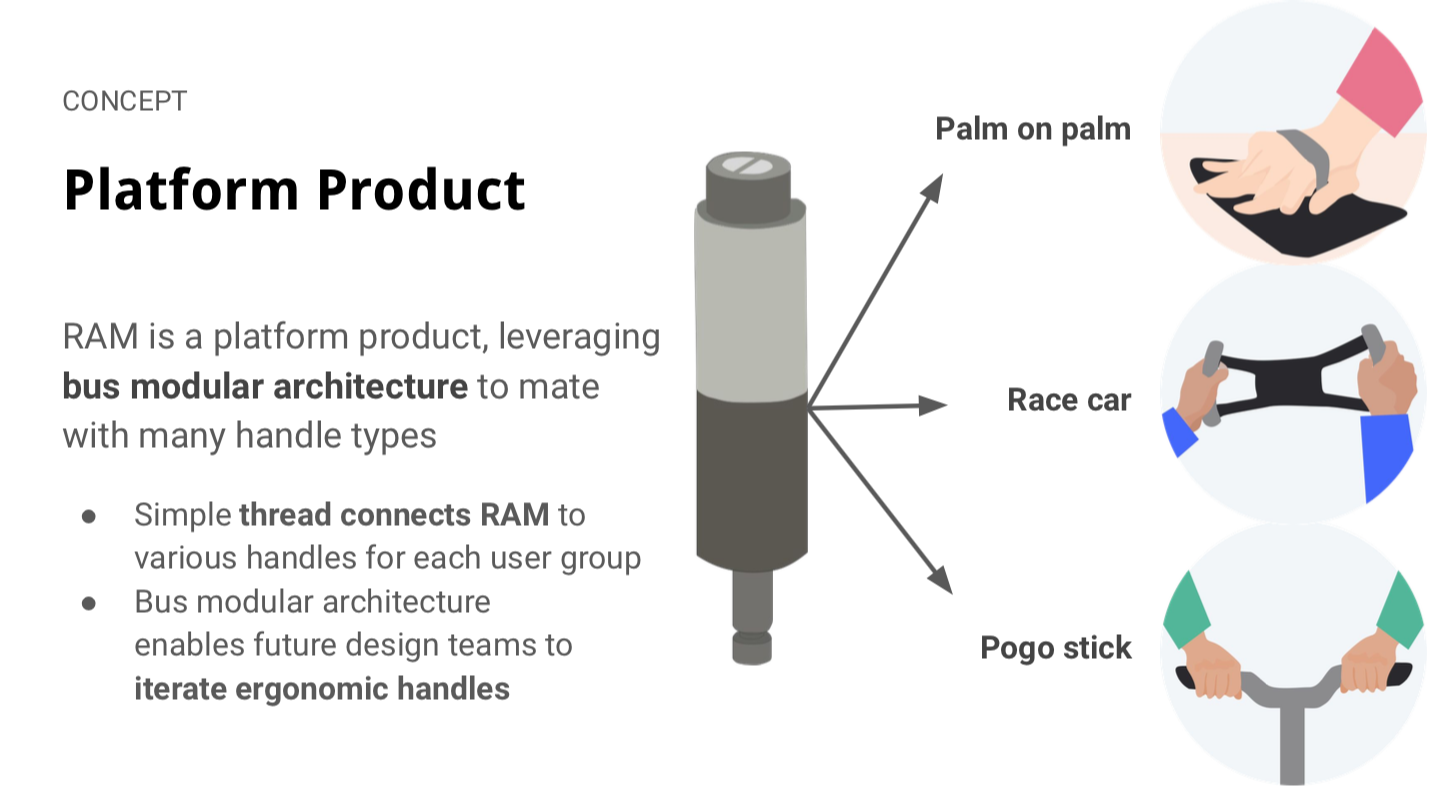 CONCEPT
Platform Product
RAM is a platform product, leveraging
bus modular architecture to mate
with many handle types
● Simple thread connects RAM to
various handles for each user group
● Bus modular architecture
enables future design teams to
iterate ergonomic handles
Palm on palm
Race car
Pogo stick